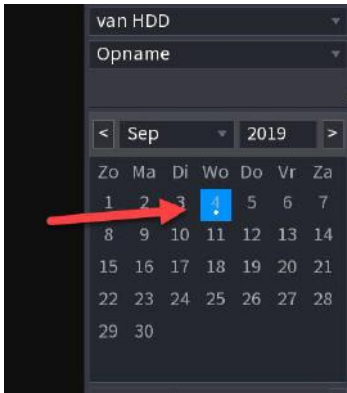 van HDD
Opname
< Sep 2019 >
Zo Ma Di Wo Do Vr Za
1 2 3 4 5 6 7
8 9 10 11 12 13 14
15 16 17 18 19 20 21
22 23 24 25 26 27 28
29 30